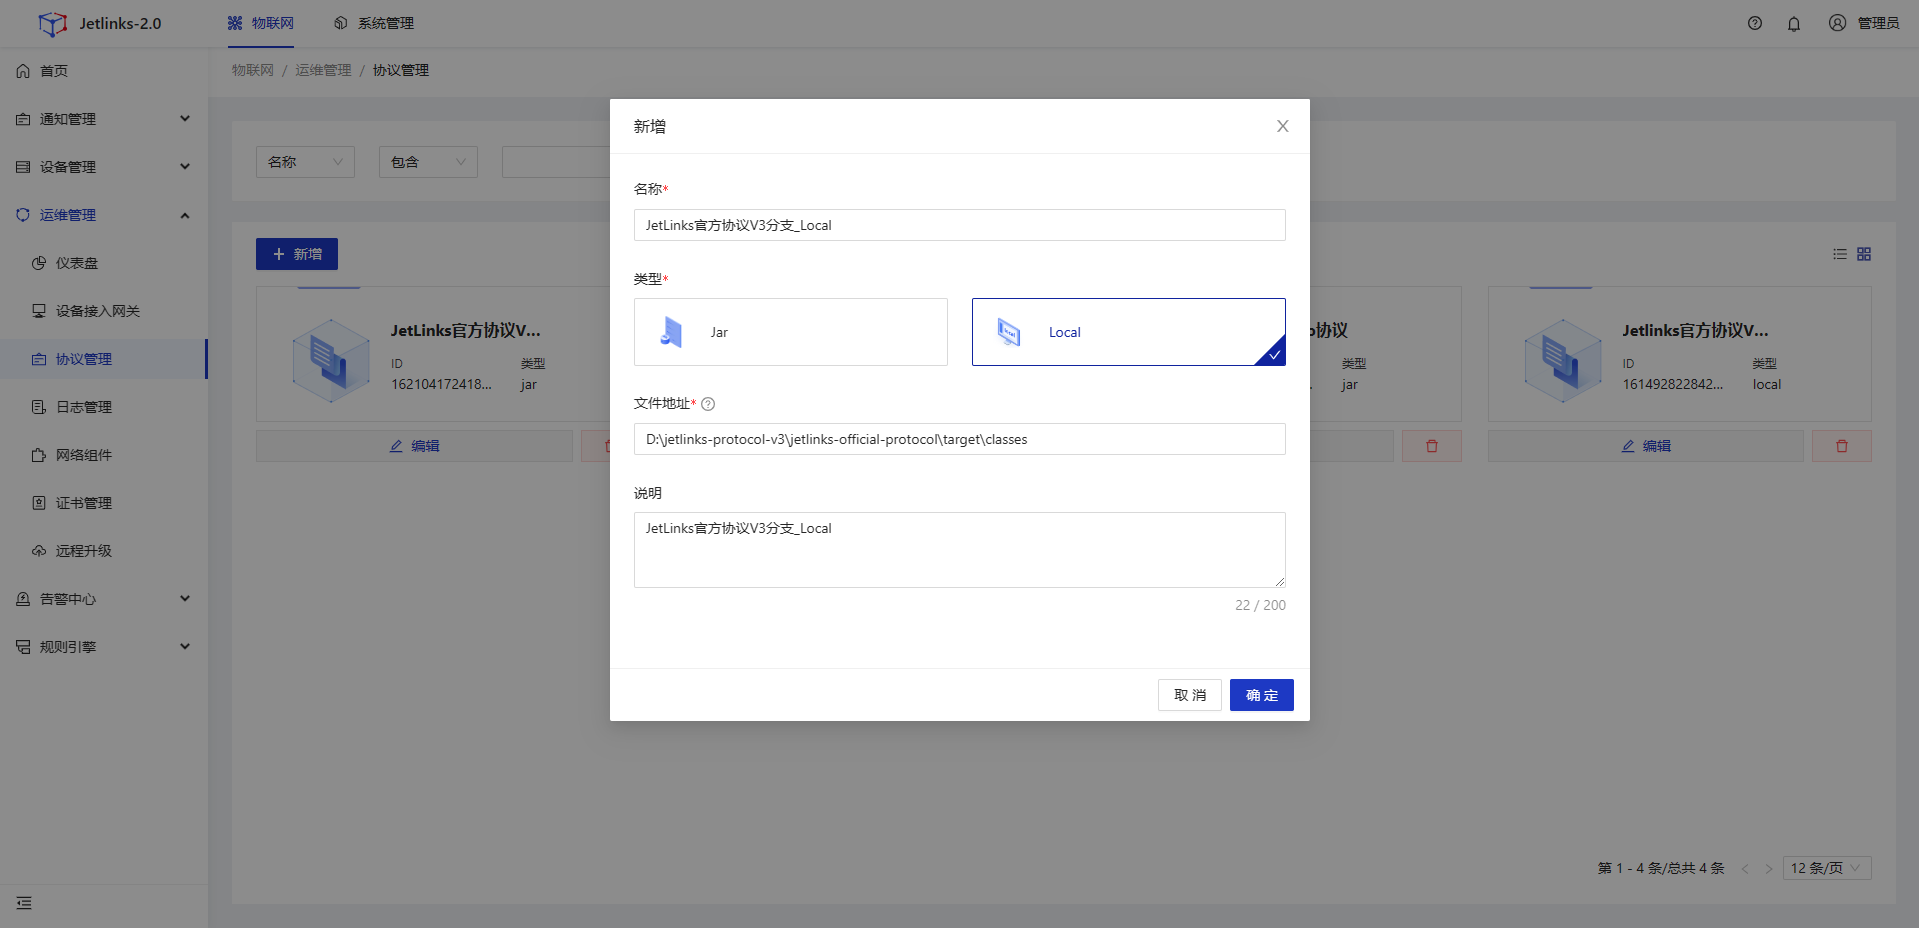 Jetlinks-2.0
物联网
系统管理
管理员
首页
通知管理
设备管理
运维管理
仪表盘
设备接入网关
协议管理
日志管理
网络组件
证书管理
远程升级
告警中心
规则引擎
物联网 / 运维管理 / 协议管理
名称
包含
新增
JetLinks官方协议V...
ID
类型
162104172418...
jar
编辑
协议
类型
jar
Jetlinks官方协议V...
ID
类型
161492822842...
local
编辑
新增
名称*
JetLinks官方协议V3分支_Local
类型*
Jar
Local
文件地址*
D:\jetlinks-protocol-v3\jetlinks-official-protocol\target\classes
说明
JetLinks官方协议V3分支_Local
22 / 200
取 消
确 定
第 1 - 4 条/总共 4 条
12 条/页